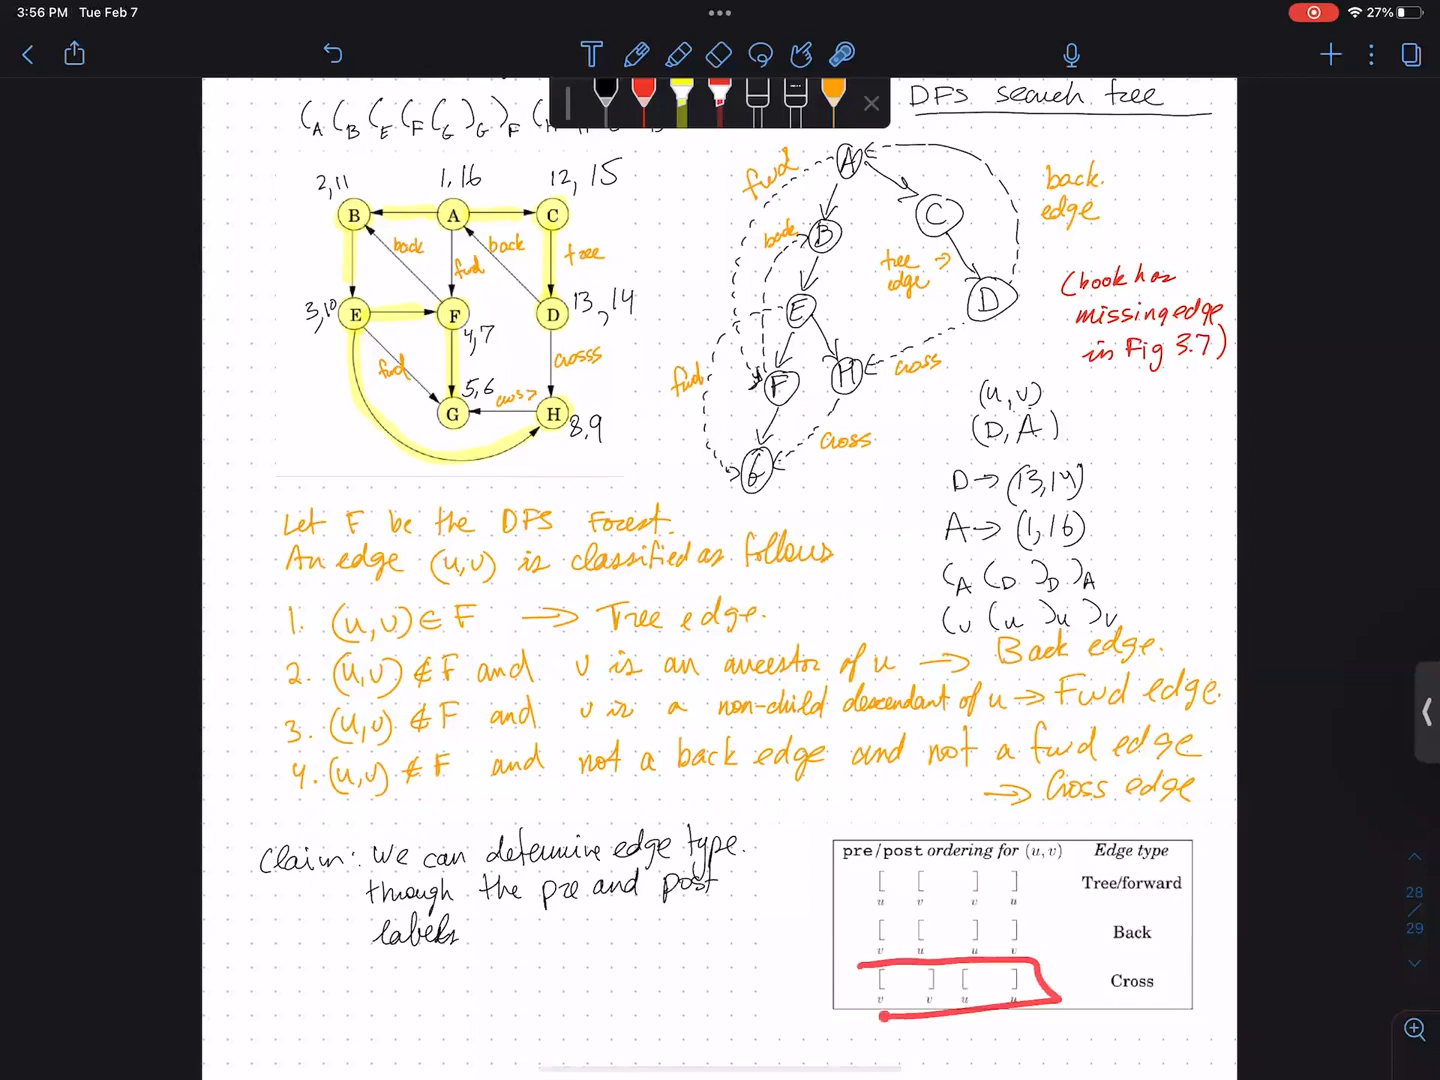 3:56 PM Tue Feb 7
27%
DFS search tree
(A (B (E (F (G )G )F
2,11
1,16
12, 15
B
A
C
back
fwd
back
tree
3,10
E
F
4,7
D
13, 14
fwd
5,6
cross
crosss
G
H
8,9
A
fwd
back edge
B
back
C
tree edge
D
E
F
H
fwd
cross
cross
G
(book has
missing edge
in Fig 3.7)
(u,v)
(D,A)
D → (13,14)
A → (1,16)
(A (D )D )A
(v (u )u )v
Let F be the DFS Forest.
An edge (u,v) is classified as follows
1. (u,v) ∈ F → Tree edge.
2. (u,v) ∉ F and v is an ancestor of u → Back edge.
3. (u,v) ∉ F and v is a non-child descendant of u → Fwd edge.
4. (u,v) ∉ F and not a back edge and not a fwd edge
→ Cross edge
Claim: We can determine edge type
through the pre and post
labels
pre/post ordering for (u, v) Edge type
[ [ ] ] Tree/forward
u v v u
[ [ ] ] Back
v u u v
[ ] [ ] Cross
v v u u
28
/
29